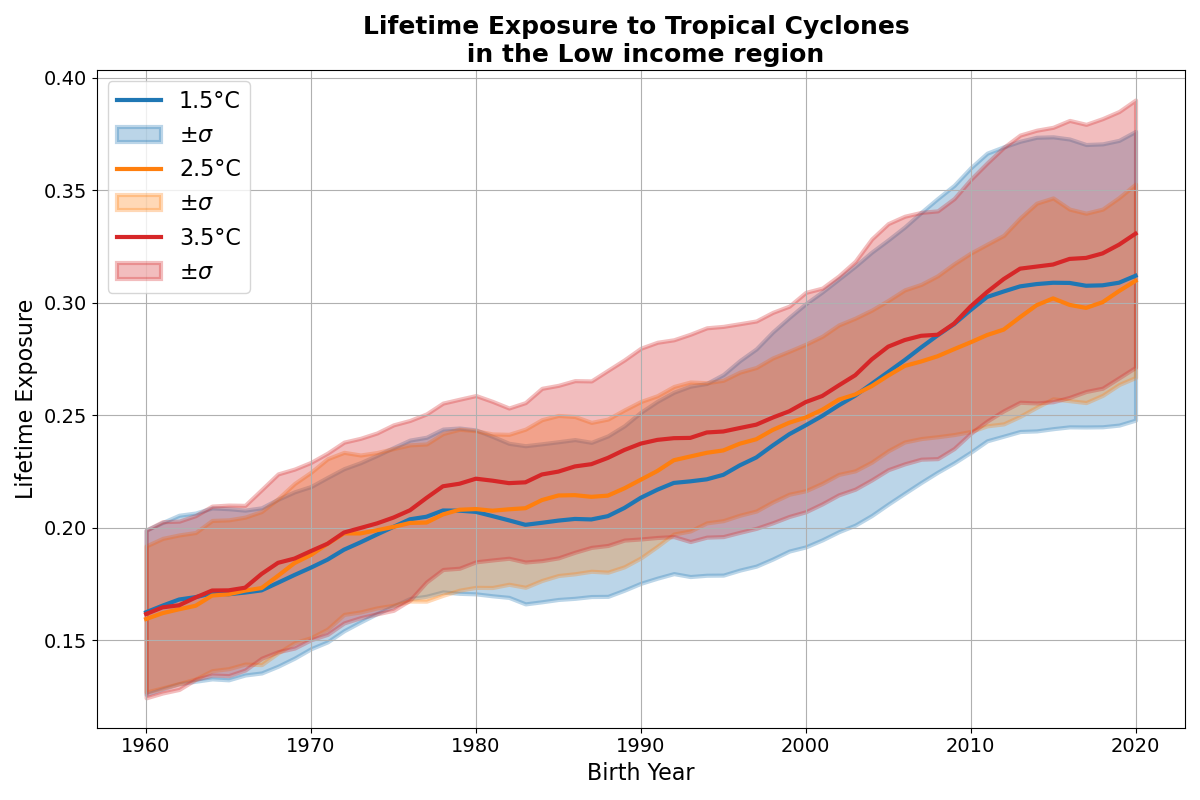 Lifetime Exposure to Tropical Cyclones
in the Low income region
0.40
0.35
0.30
0.25
0.20
0.15
Lifetime Exposure
1.5°C
±σ
2.5°C
±σ
3.5°C
±σ
1960
1970
1980
1990
2000
2010
2020
Birth Year